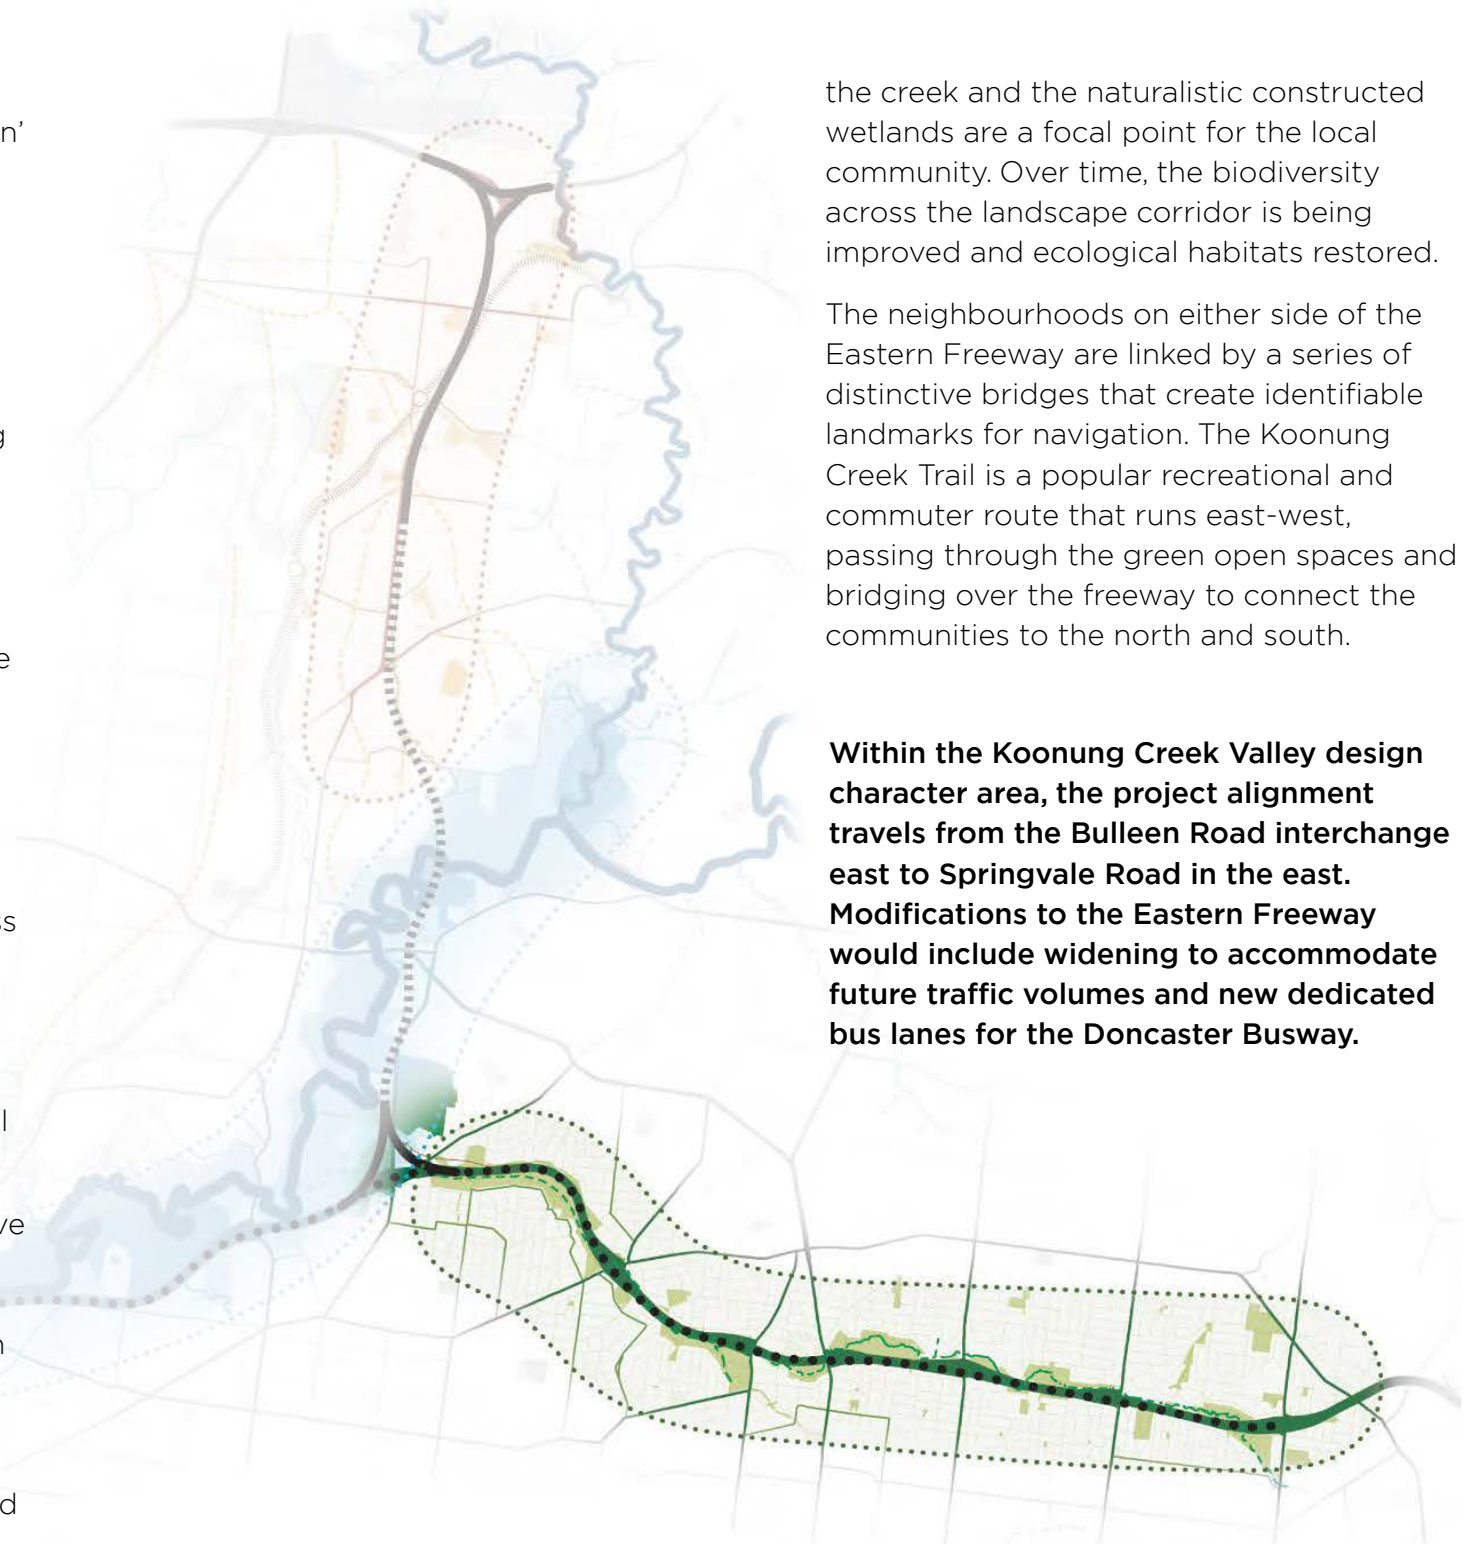 n’
g
e
ss
l
ve
n
d
the creek and the naturalistic constructed
wetlands are a focal point for the local
community. Over time, the biodiversity
across the landscape corridor is being
improved and ecological habitats restored.
The neighbourhoods on either side of the
Eastern Freeway are linked by a series of
distinctive bridges that create identifiable
landmarks for navigation. The Koonung
Creek Trail is a popular recreational and
commuter route that runs east-west,
passing through the green open spaces and
bridging over the freeway to connect the
communities to the north and south.
Within the Koonung Creek Valley design
character area, the project alignment
travels from the Bulleen Road interchange
east to Springvale Road in the east.
Modifications to the Eastern Freeway
would include widening to accommodate
future traffic volumes and new dedicated
bus lanes for the Doncaster Busway.